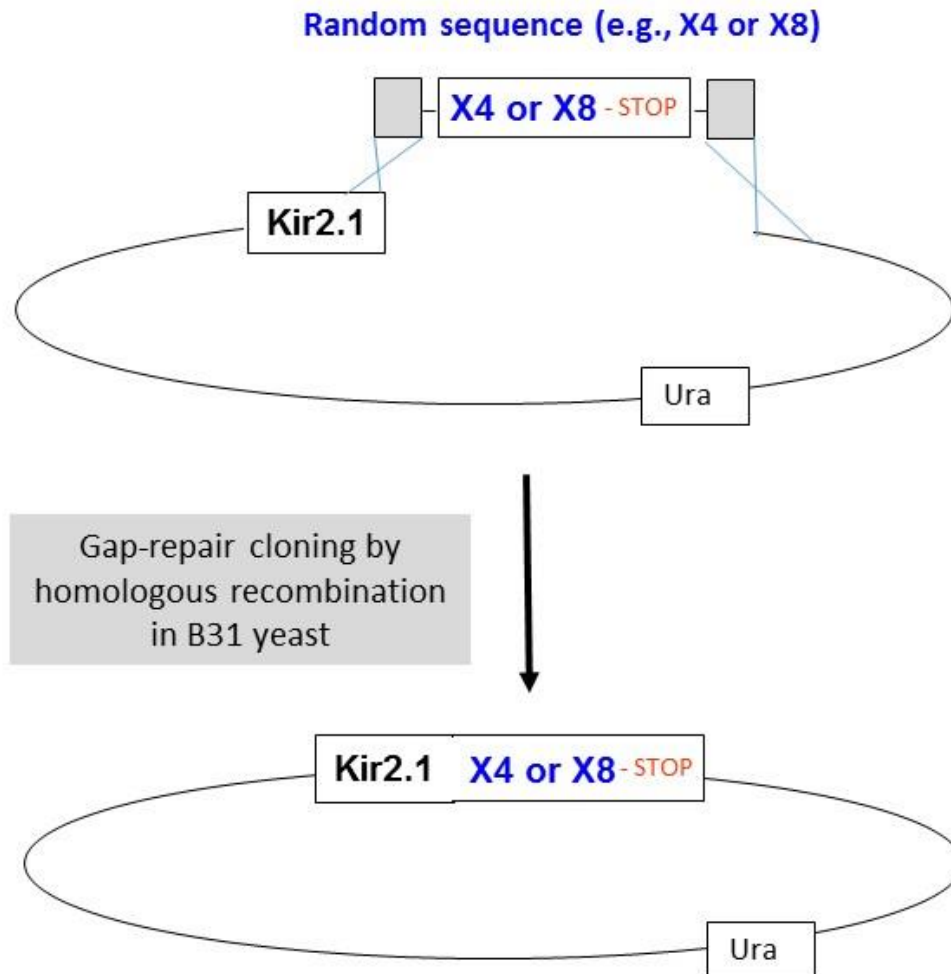 Random sequence (e.g., X4 or X8)
X4 or X8 - STOP
Kir2.1
Ura
Gap-repair cloning by
homologous recombination
in B31 yeast
Kir2.1 X4 or X8 - STOP
Ura